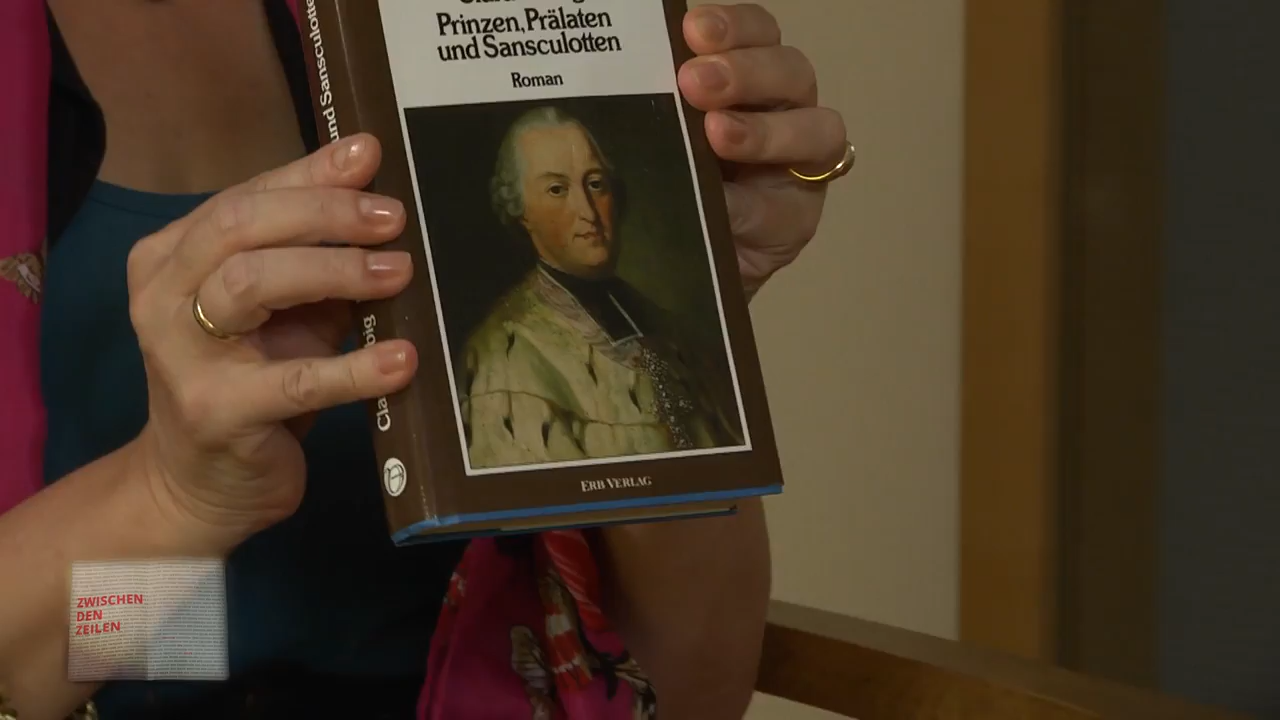 Prinzen, Prälaten
und Sansculotten
Roman
und Sansculotten
ERB VERLAG
ZWISCHEN
DEN
ZEILEN